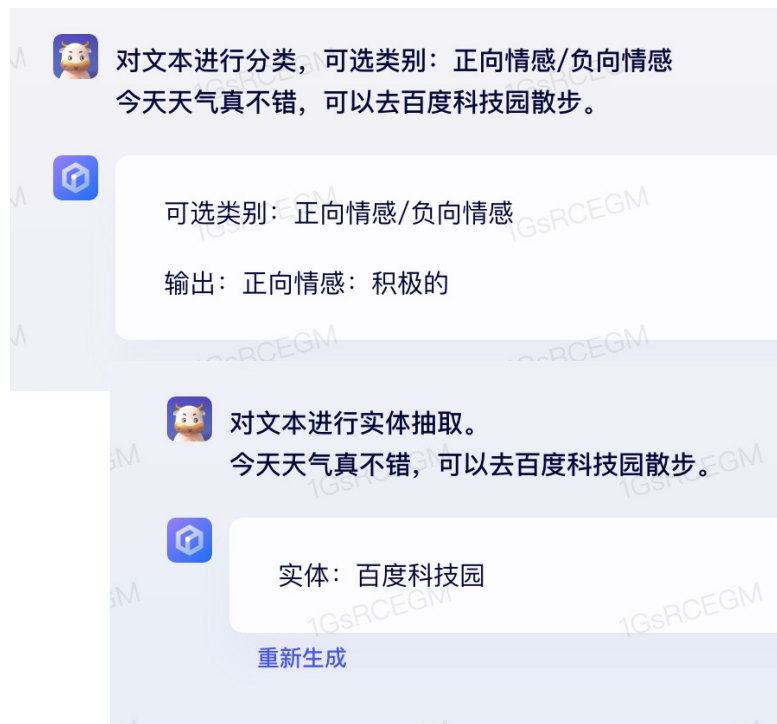 对文本进行分类，可选类别：正向情感/负向情感
今天天气真不错，可以去百度科技园散步。
可选类别：正向情感/负向情感
输出：正向情感：积极的
对文本进行实体抽取。
今天天气真不错，可以去百度科技园散步。
实体：百度科技园
重新生成